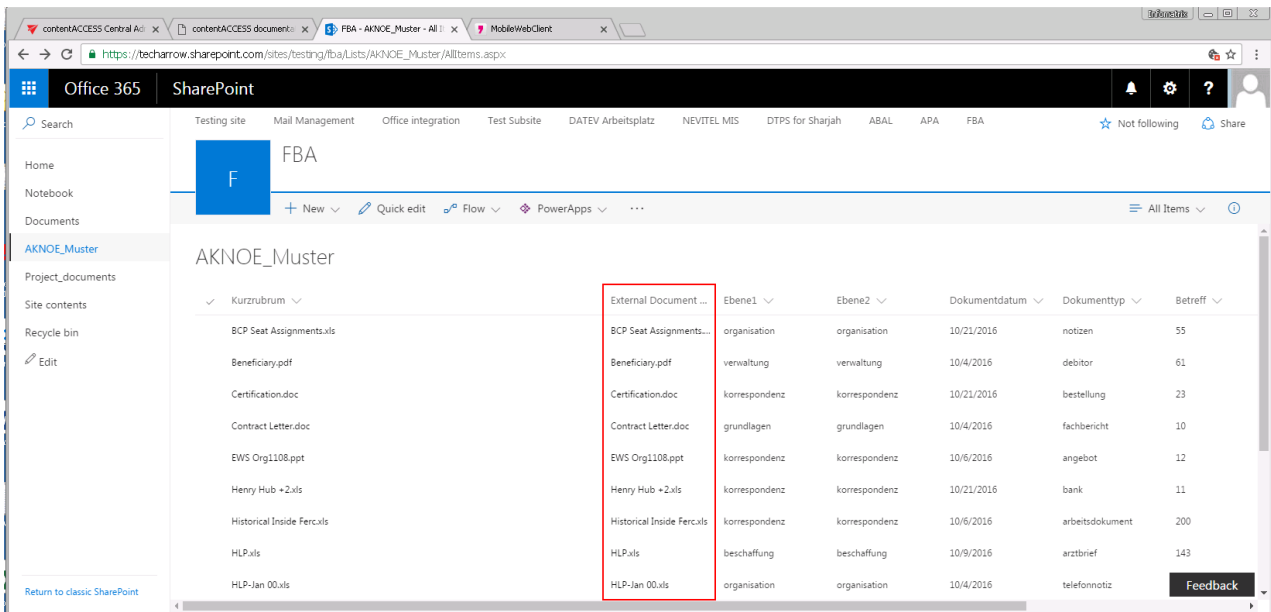 Infomatrix
contentACCESS Central Adr
contentACCESS documenta
FBA - AKNOE_Muster - All It
MobileWebClient
https://techarrow.sharepoint.com/sites/testing/fba/Lists/AKNOE_Muster/AllItems.aspx
Office 365 SharePoint ?
Search
Testing site Mail Management Office integration Test Subsite DATEV Arbeitsplatz NEVITEL MIS DTPS for Sharjah ABAL APA FBA
Not following Share
F FBA
Home
Notebook
Documents
AKNOE_Muster
Project_documents
Site contents
Recycle bin
Edit
Return to classic SharePoint
+ New Quick edit Flow PowerApps ... All Items
AKNOE_Muster
Kurzrubrum External Document ... Ebene1 Ebene2 Dokumentdatum Dokumenttyp Betreff
BCP Seat Assignments.xls BCP Seat Assignments.... organisation organisation 10/21/2016 notizen 55
Beneficiary.pdf Beneficiary.pdf verwaltung verwaltung 10/4/2016 debitor 61
Certification.doc Certification.doc korrespondenz korrespondenz 10/21/2016 bestellung 23
Contract Letter.doc Contract Letter.doc grundlagen grundlagen 10/4/2016 fachbericht 10
EWS Org1108.ppt EWS Org1108.ppt korrespondenz korrespondenz 10/6/2016 angebot 12
Henry Hub +2.xls Henry Hub +2.xls korrespondenz korrespondenz 10/21/2016 bank 11
Historical Inside Ferc.xls Historical Inside Ferc.xls korrespondenz korrespondenz 10/6/2016 arbeitsdokument 200
HLP.xls HLP.xls beschaffung beschaffung 10/9/2016 arztbrief 143
HLP-Jan 00.xls HLP-Jan 00.xls organisation organisation 10/4/2016 telefonnotiz
Feedback